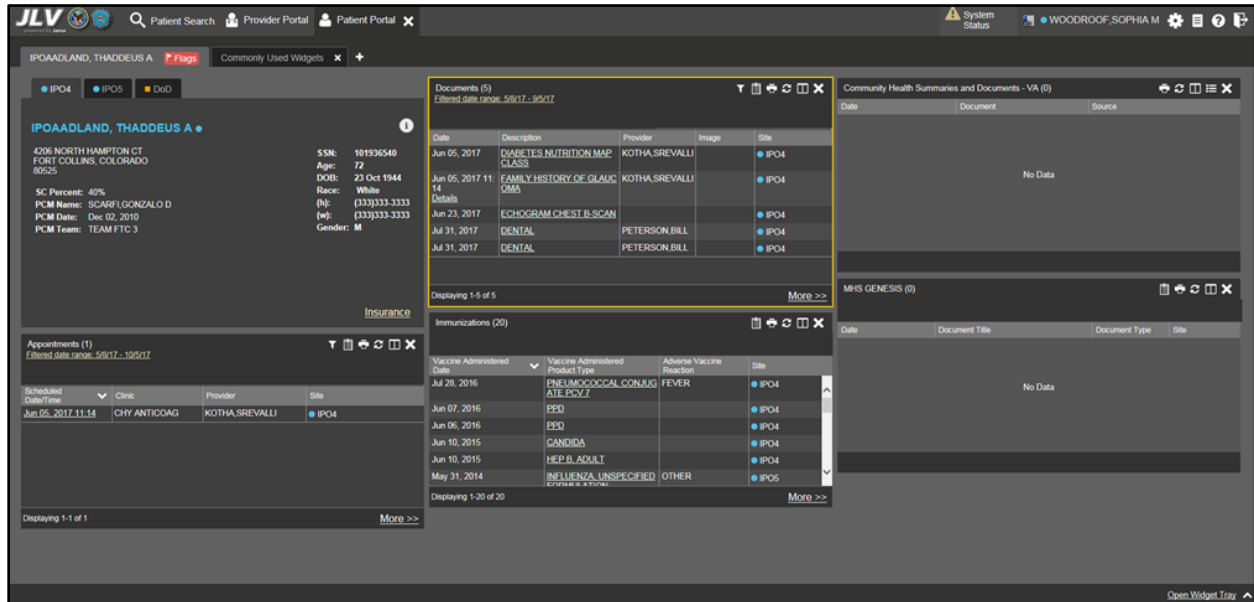 JLV Patient Search Provider Portal Patient Portal System Status WOODROOF,SOPHIA M
powered by Janus
IPOAADLAND, THADDEUS A Flags Commonly Used Widgets
IPO4 IPO5 DoD
IPOAADLAND, THADDEUS A
4206 NORTH HAMPTON CT
FORT COLLINS, COLORADO
80525
SC Percent: 40%
PCM Name: SCARFI,GONZALO D
PCM Date: Dec 02, 2010
PCM Team: TEAM FTC 3
SSN: 101936540
Age: 72
DOB: 23 Oct 1944
Race: White
(h): (333)333-3333
(w): (333)333-3333
Gender: M
Insurance
Appointments (1)
Filtered date range: 5/8/17 - 10/5/17
Scheduled Date/Time Clinic Provider Site
Jun 05, 2017 11:14 CHY ANTICOAG KOTHA,SREVALLI IPO4
Displaying 1-1 of 1 More >>
Documents (5)
Filtered date range: 5/8/17 - 9/5/17
Date Description Provider Image Site
Jun 05, 2017 DIABETES NUTRITION MAP CLASS KOTHA,SREVALLI IPO4
Jun 05, 2017 11:14 FAMILY HISTORY OF GLAUCOMA KOTHA,SREVALLI IPO4
Details
Jun 23, 2017 ECHOGRAM CHEST B-SCAN IPO4
Jul 31, 2017 DENTAL PETERSON,BILL IPO4
Jul 31, 2017 DENTAL PETERSON,BILL IPO4
Displaying 1-5 of 5 More >>
Immunizations (20)
Vaccine Administered Date Vaccine Administered Product Type Adverse Vaccine Reaction Site
Jul 28, 2016 PNEUMOCOCCAL CONJUGATE PCV 7 FEVER IPO4
Jun 07, 2016 PPD IPO4
Jun 06, 2016 PPD IPO4
Jun 10, 2015 CANDIDA IPO4
Jun 10, 2015 HEP B, ADULT IPO4
May 31, 2014 INFLUENZA, UNSPECIFIED FORMULATION OTHER IPO5
Displaying 1-20 of 20 More >>
Community Health Summaries and Documents - VA (0)
Date Document Source
No Data
MHS GENESIS (0)
Date Document Title Document Type Site
No Data
Open Widget Tray